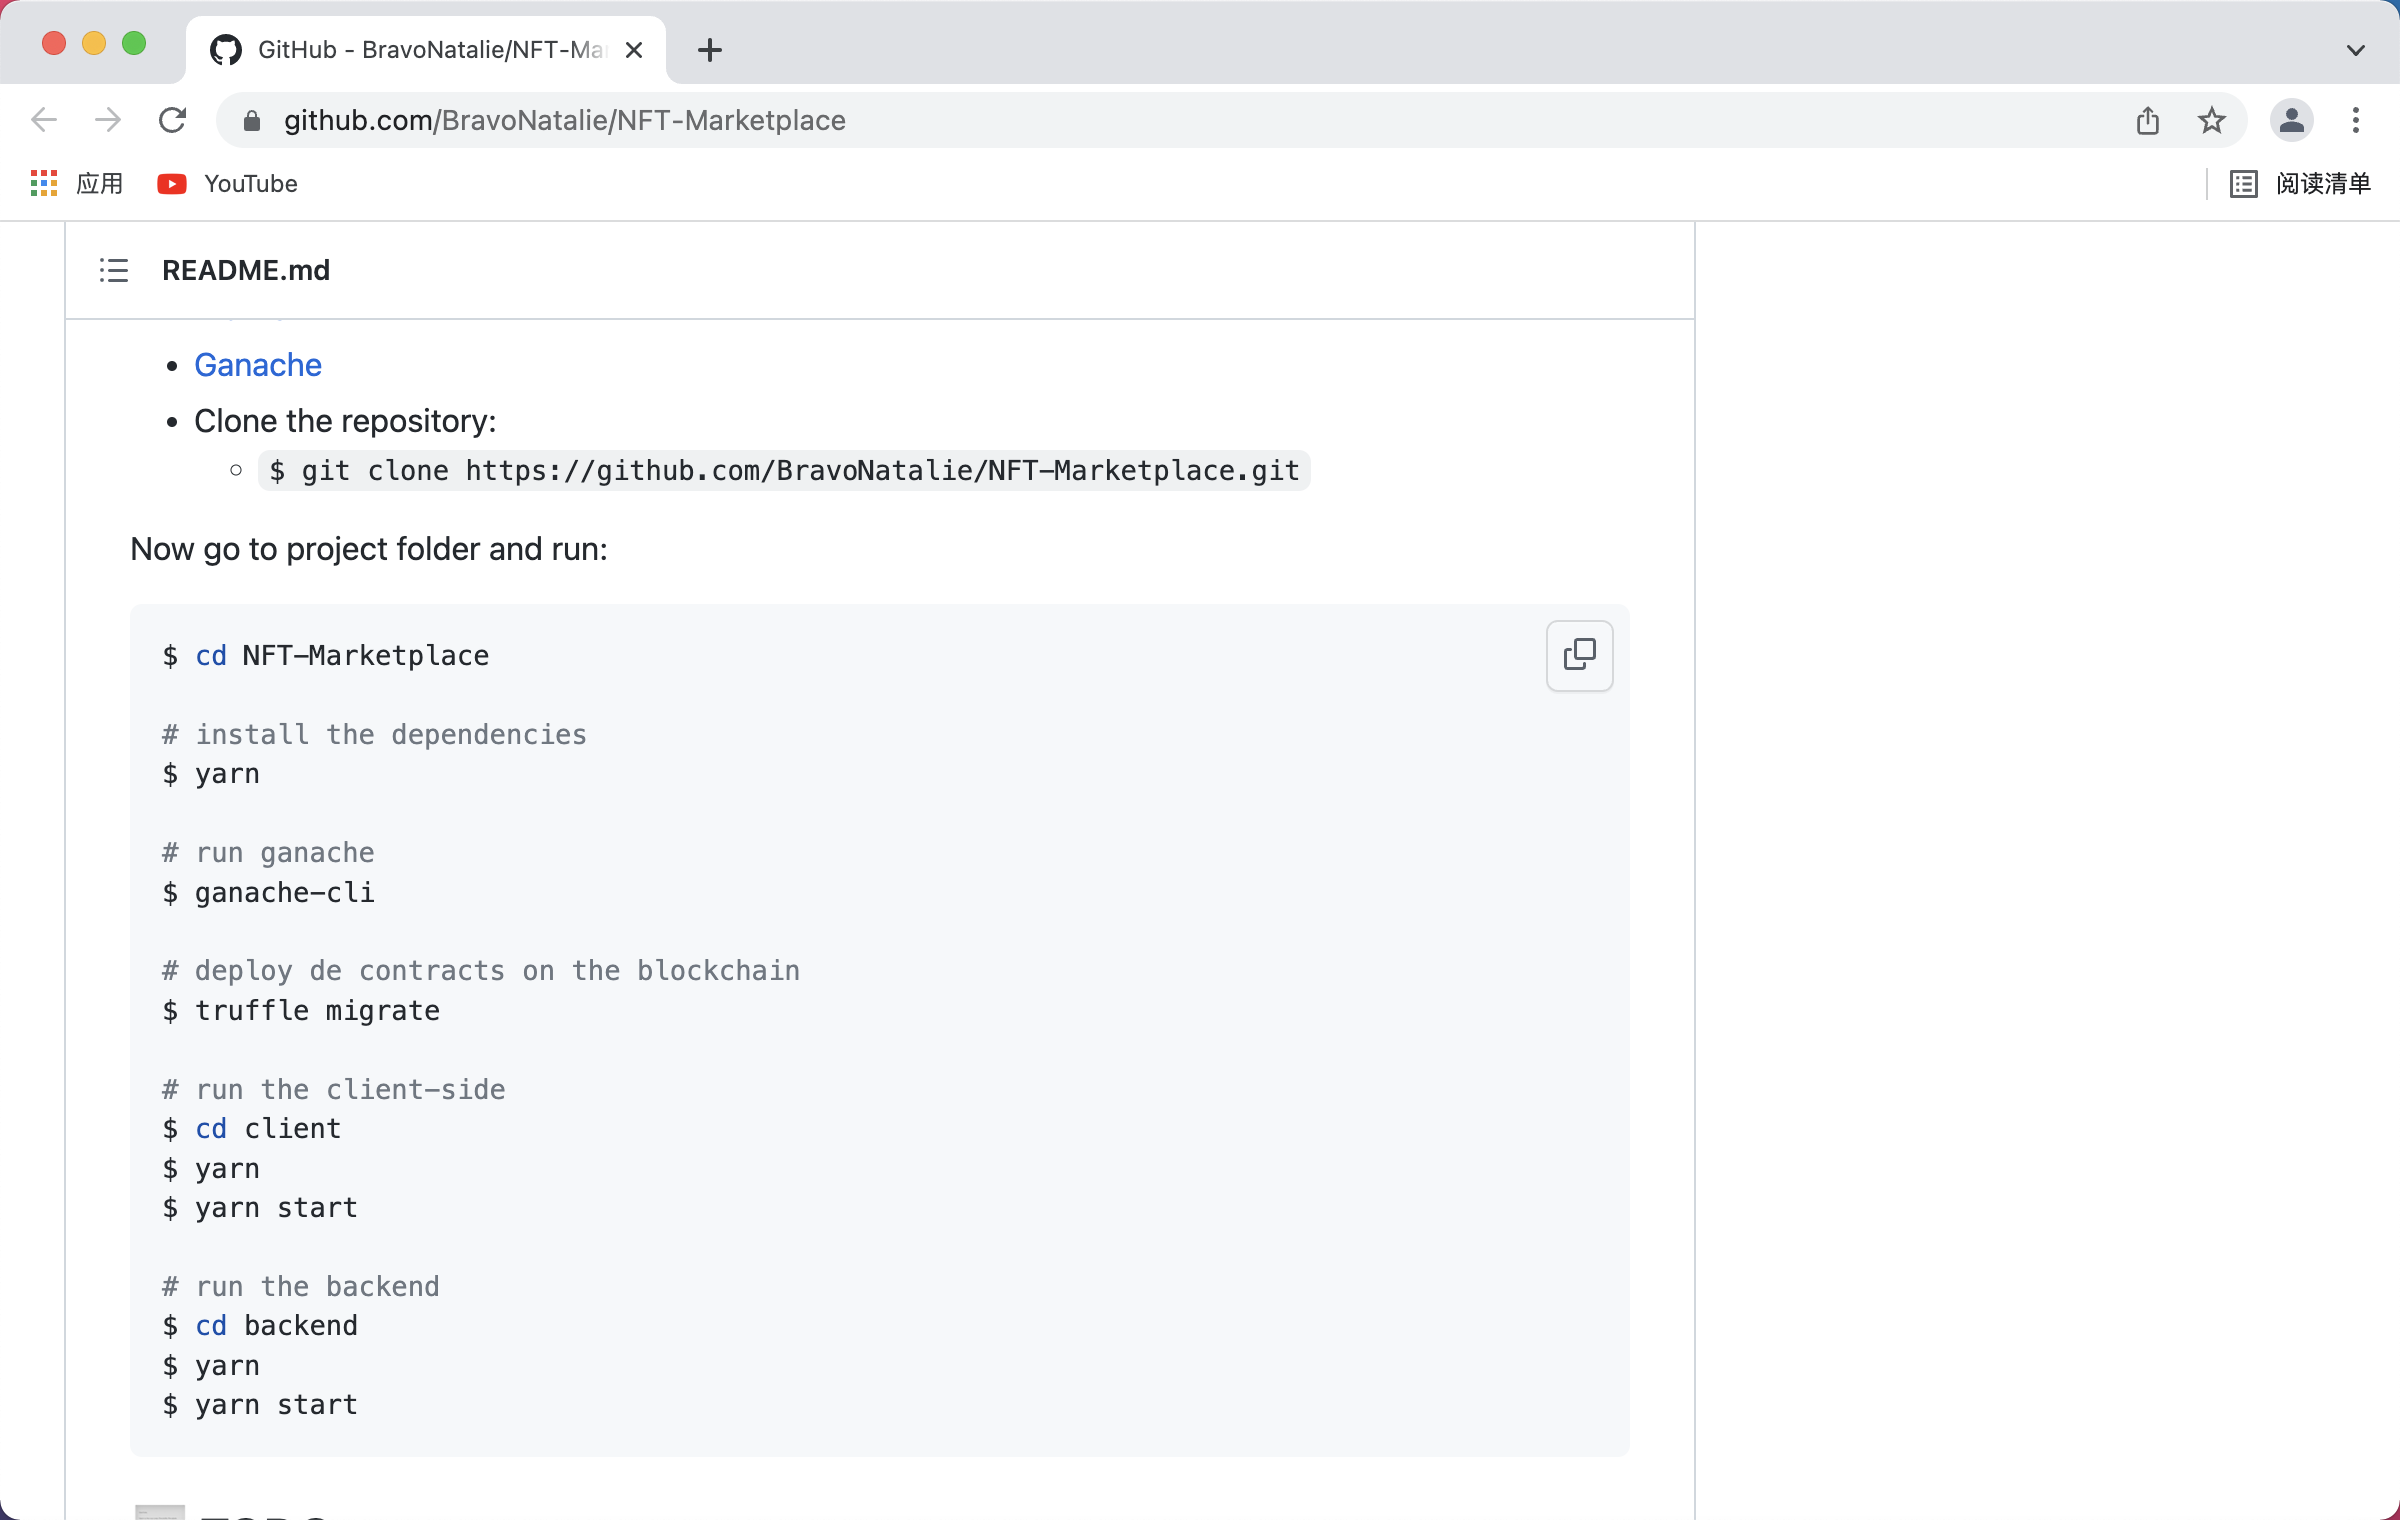 GitHub - BravoNatalie/NFT-Ma
github.com/BravoNatalie/NFT-Marketplace
应用
YouTube
阅读清单
README.md
Ganache
Clone the repository:
$ git clone https://github.com/BravoNatalie/NFT-Marketplace.git
Now go to project folder and run:
$ cd NFT-Marketplace
# install the dependencies
$ yarn
# run ganache
$ ganache-cli
# deploy de contracts on the blockchain
$ truffle migrate
# run the client-side
$ cd client
$ yarn
$ yarn start
# run the backend
$ cd backend
$ yarn
$ yarn start